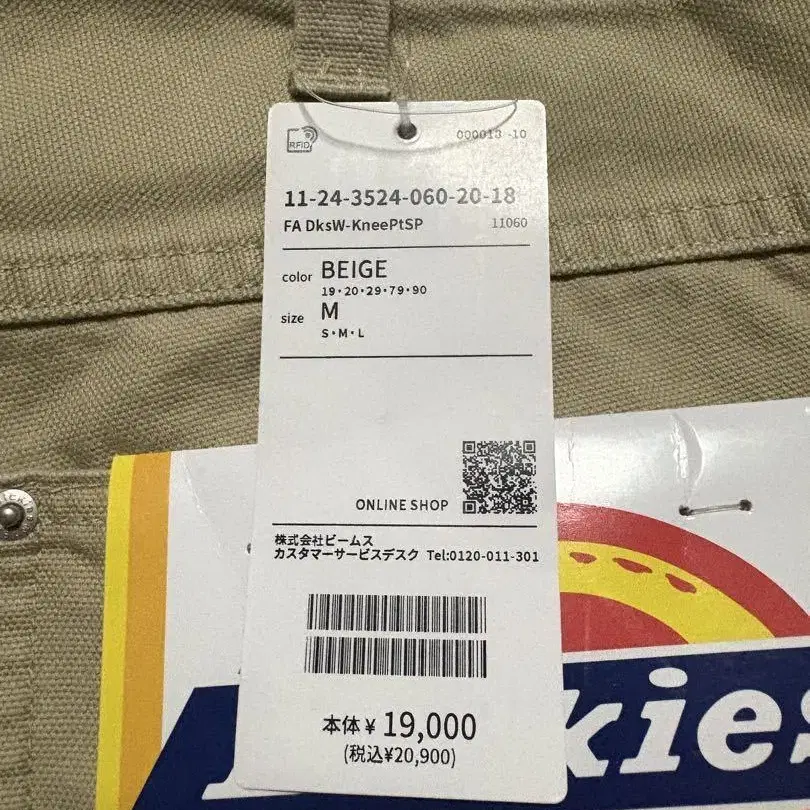 RFID
000013 -10
11-24-3524-060-20-18
FA DksW-KneePtSP 11060
color BEIGE
19・20・29・79・90
size M
S・M・L
ONLINE SHOP
株式会社ビームス
カスタマーサービスデスク Tel:0120-011-301
本体¥ 19,000
(税込¥20,900)
kies